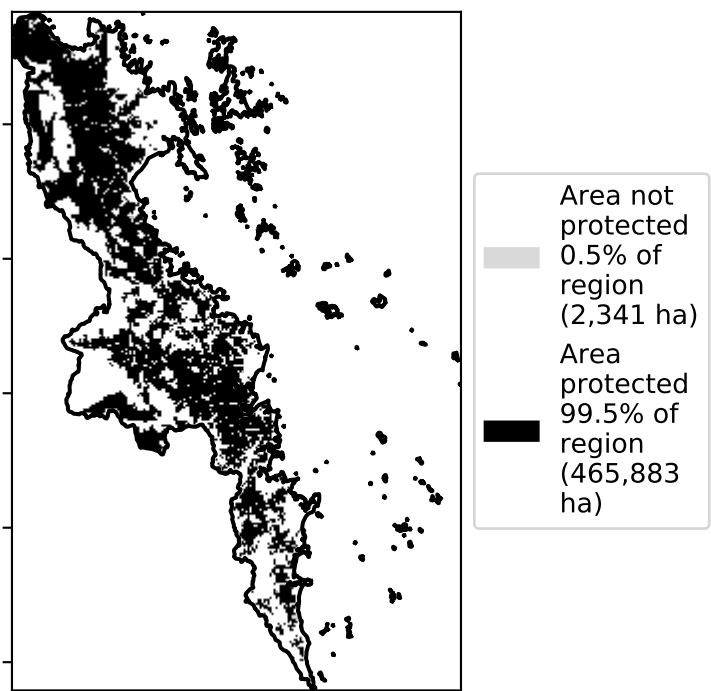 Area not
protected
0.5% of
region
(2,341 ha)
Area
protected
99.5% of
region
(465,883
ha)